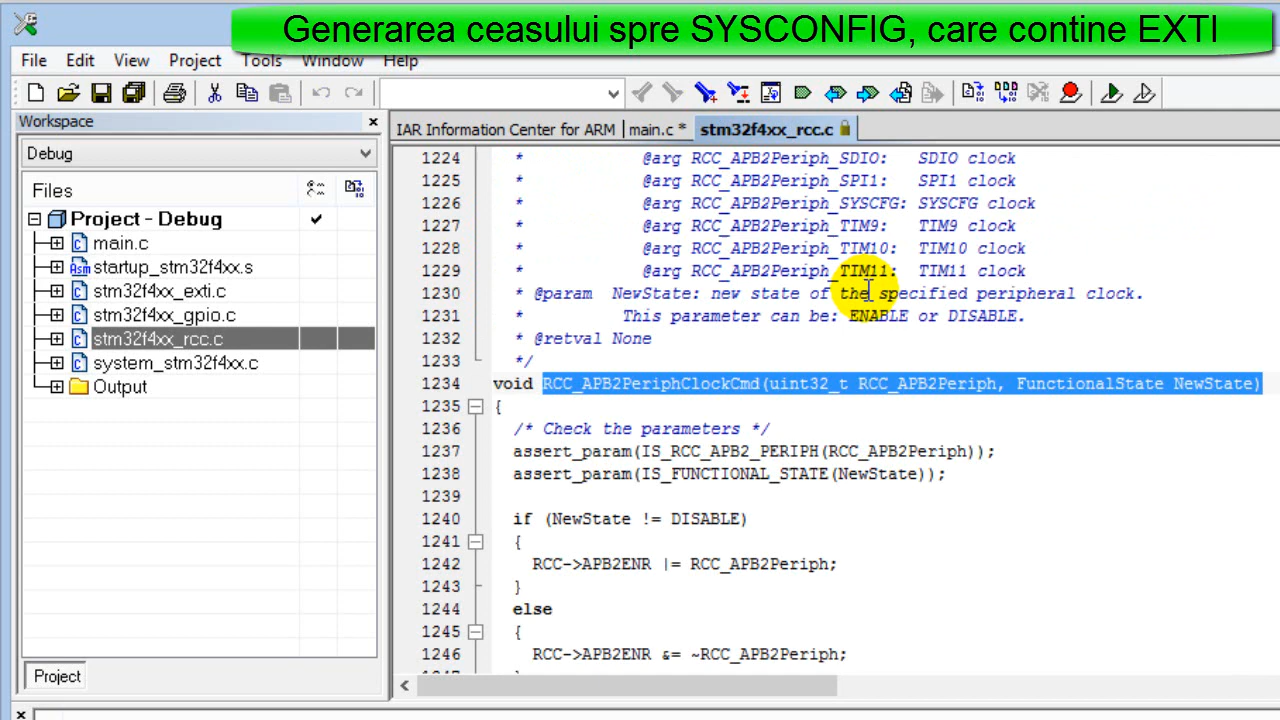 Generarea ceasului spre SYSCONFIG, care contine EXTI
File Edit View Project Tools Window Help
Workspace
IAR Information Center for ARM main.c * stm32f4xx_rcc.c
Debug
Files
Project - Debug
main.c
startup_stm32f4xx.s
stm32f4xx_exti.c
stm32f4xx_gpio.c
stm32f4xx_rcc.c
system_stm32f4xx.c
Output
Project
1224 * @arg RCC_APB2Periph_SDIO: SDIO clock
1225 * @arg RCC_APB2Periph_SPI1: SPI1 clock
1226 * @arg RCC_APB2Periph_SYSCFG: SYSCFG clock
1227 * @arg RCC_APB2Periph_TIM9: TIM9 clock
1228 * @arg RCC_APB2Periph_TIM10: TIM10 clock
1229 * @arg RCC_APB2Periph_TIM11: TIM11 clock
1230 * @param NewState: new state of the specified peripheral clock.
1231 * This parameter can be: ENABLE or DISABLE.
1232 * @retval None
1233 */
1234 void RCC_APB2PeriphClockCmd(uint32_t RCC_APB2Periph, FunctionalState NewState)
1235 {
1236 /* Check the parameters */
1237 assert_param(IS_RCC_APB2_PERIPH(RCC_APB2Periph));
1238 assert_param(IS_FUNCTIONAL_STATE(NewState));
1239
1240 if (NewState != DISABLE)
1241 {
1242 RCC->APB2ENR |= RCC_APB2Periph;
1243 }
1244 else
1245 {
1246 RCC->APB2ENR &= ~RCC_APB2Periph;